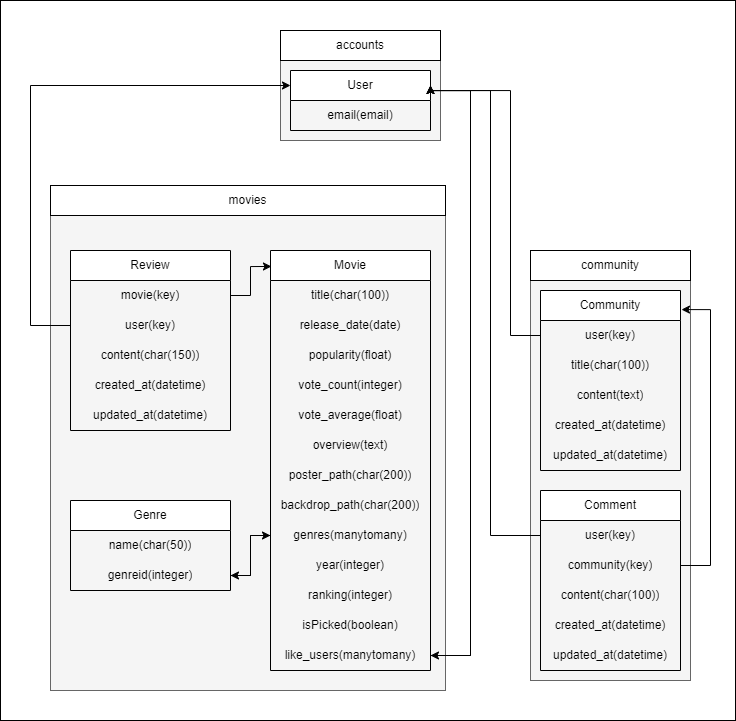 accounts
User
email(email)
movies
Review
movie(key)
user(key)
content(char(150))
created_at(datetime)
updated_at(datetime)
Genre
name(char(50))
genreid(integer)
Movie
title(char(100))
release_date(date)
popularity(float)
vote_count(integer)
vote_average(float)
overview(text)
poster_path(char(200))
backdrop_path(char(200))
genres(manytomany)
year(integer)
ranking(integer)
isPicked(boolean)
like_users(manytomany)
community
Community
user(key)
title(char(100))
content(text)
created_at(datetime)
updated_at(datetime)
Comment
user(key)
community(key)
content(char(100))
created_at(datetime)
updated_at(datetime)